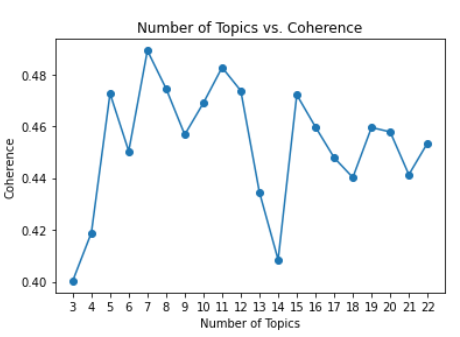 Number of Topics vs. Coherence
Coherence
0.48
0.46
0.44
0.42
0.40
3 4 5 6 7 8 9 10 11 12 13 14 15 16 17 18 19 20 21 22
Number of Topics